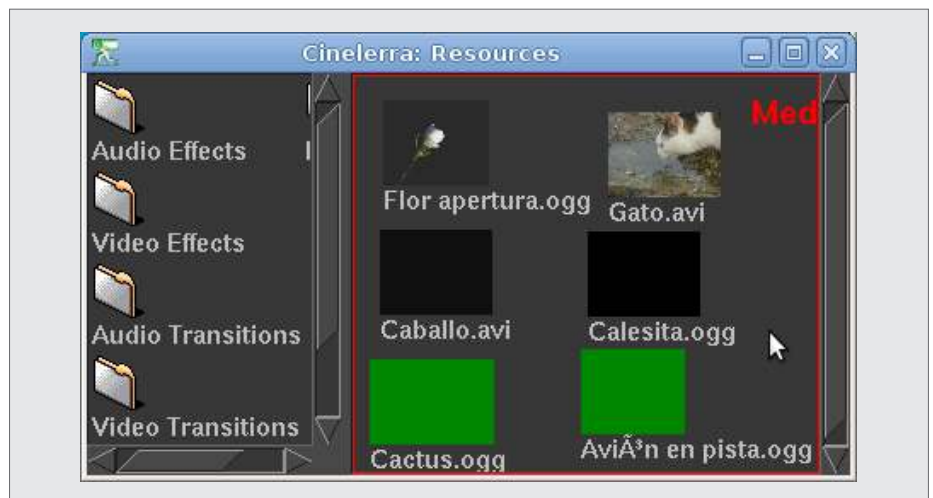 Cinelerra: Resources
Audio Effects
Video Effects
Audio Transitions
Video Transitions
Med
Flor apertura.ogg
Gato.avi
Caballo.avi
Calesita.ogg
Cactus.ogg
AviÃ³n en pista.ogg